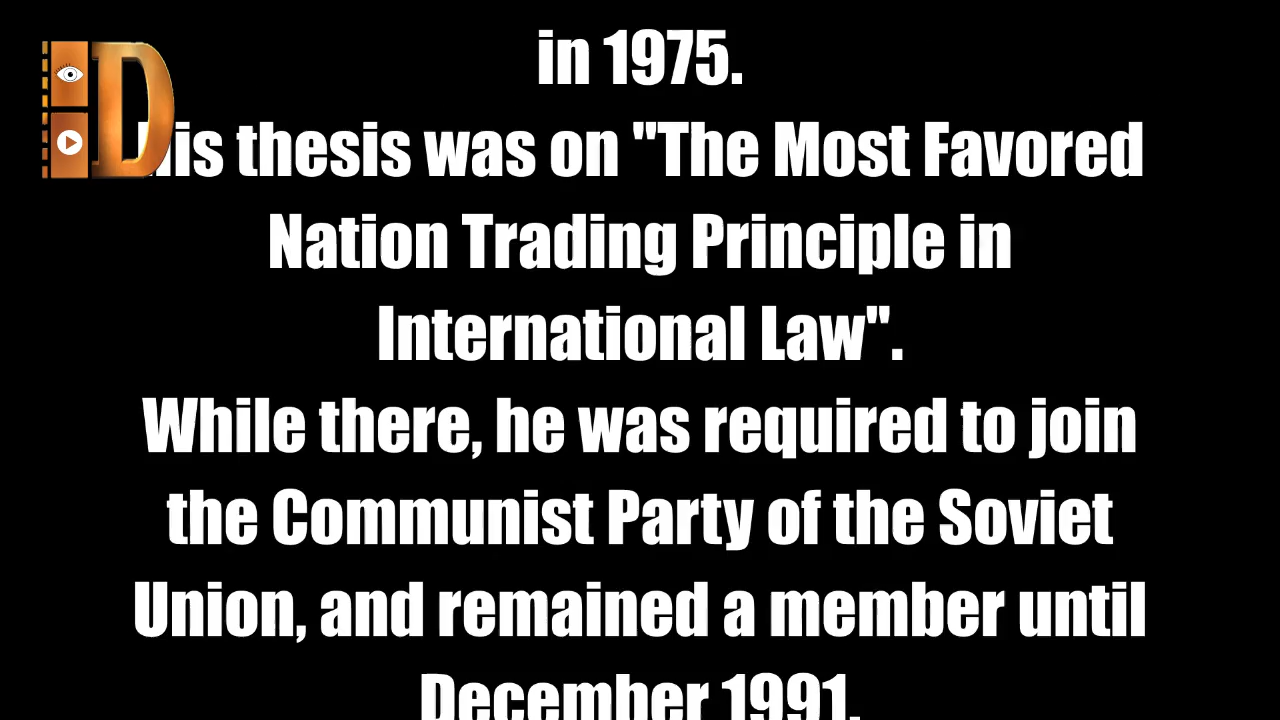 in 1975.
His thesis was on "The Most Favored
Nation Trading Principle in
International Law".
While there, he was required to join
the Communist Party of the Soviet
Union, and remained a member until
December 1991.
D